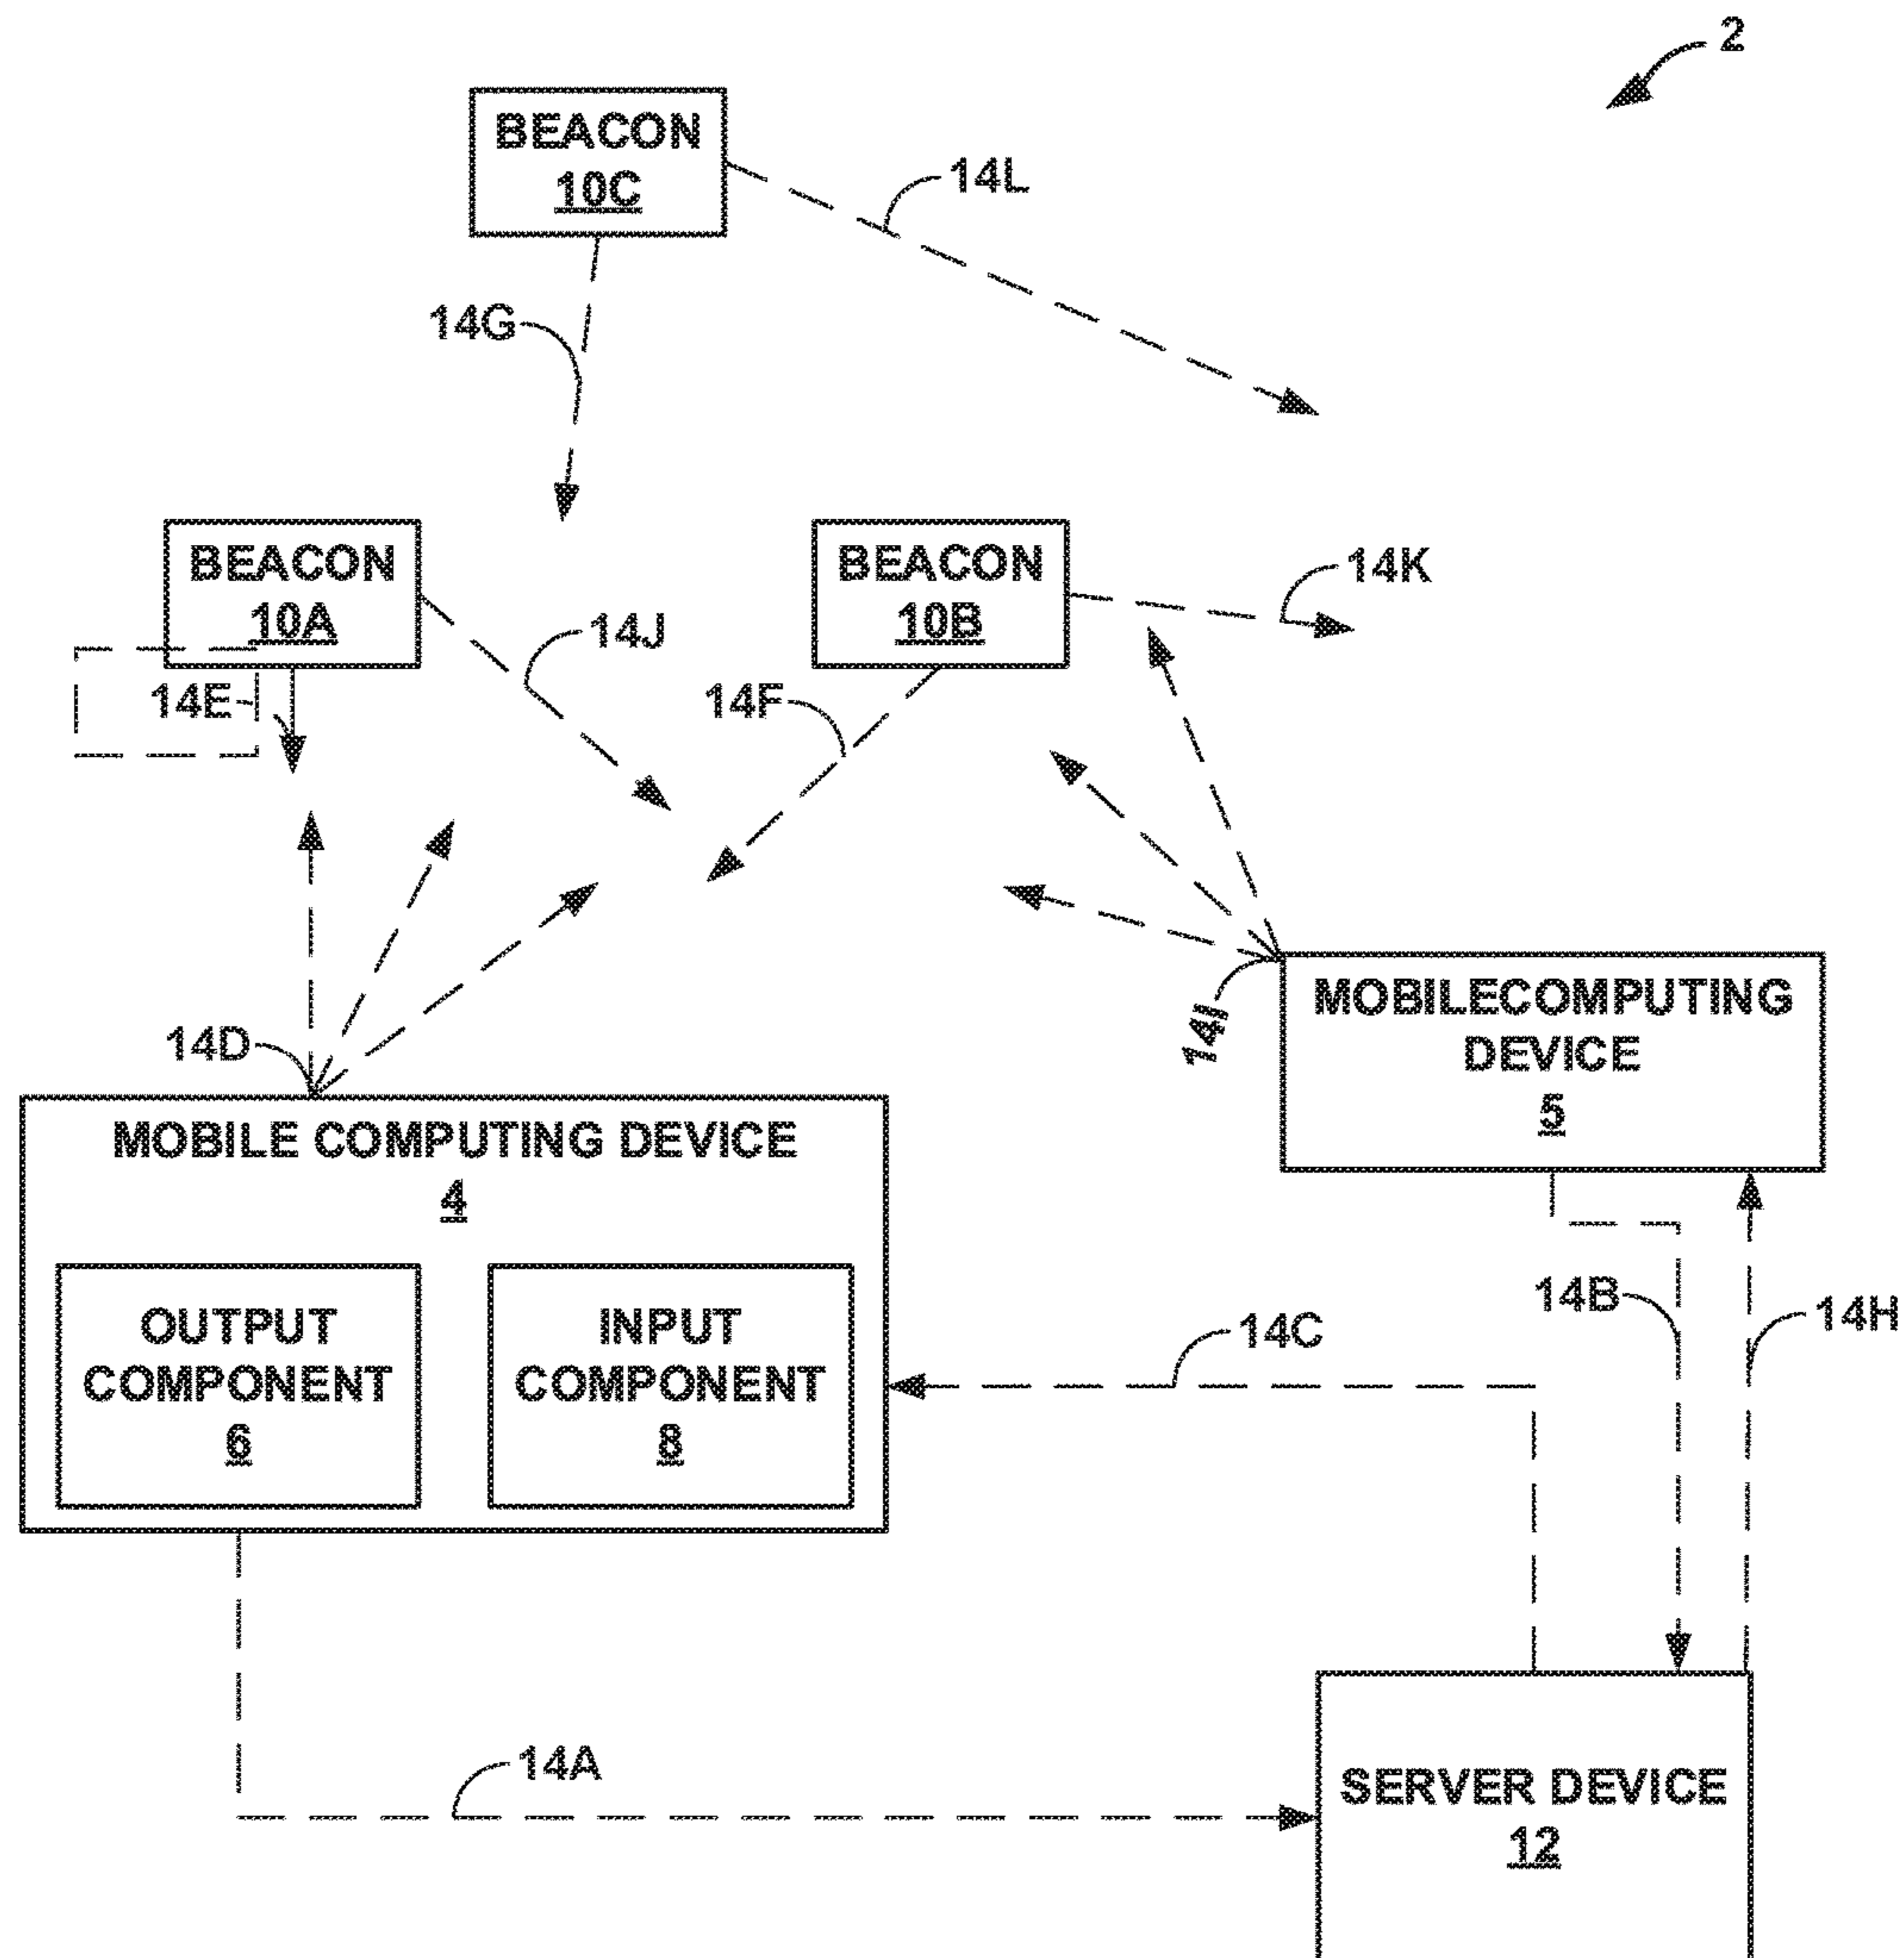 2
BEACON
10C
14L
14G
BEACON
10A
BEACON
10B
14K
14J
14E
14F
14D
14I
MOBILECOMPUTING
DEVICE
5
MOBILE COMPUTING DEVICE
4
OUTPUT
COMPONENT
6
INPUT
COMPONENT
8
14B
14H
14C
14A
SERVER DEVICE
12